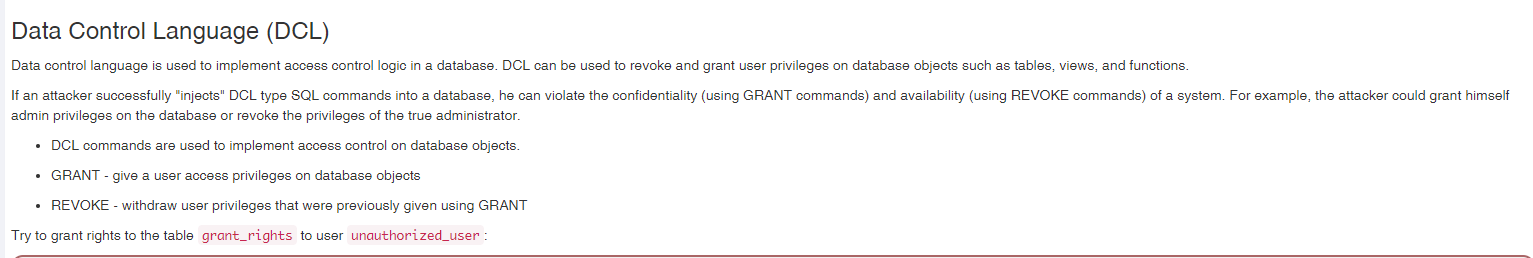 Data Control Language (DCL)
Data control language is used to implement access control logic in a database. DCL can be used to revoke and grant user privileges on database objects such as tables, views, and functions.
If an attacker successfully "injects" DCL type SQL commands into a database, he can violate the confidentiality (using GRANT commands) and availability (using REVOKE commands) of a system. For example, the attacker could grant himself
admin privileges on the database or revoke the privileges of the true administrator.
• DCL commands are used to implement access control on database objects.
• GRANT - give a user access privileges on database objects
• REVOKE - withdraw user privileges that were previously given using GRANT
Try to grant rights to the table grant_rights to user unauthorized_user: